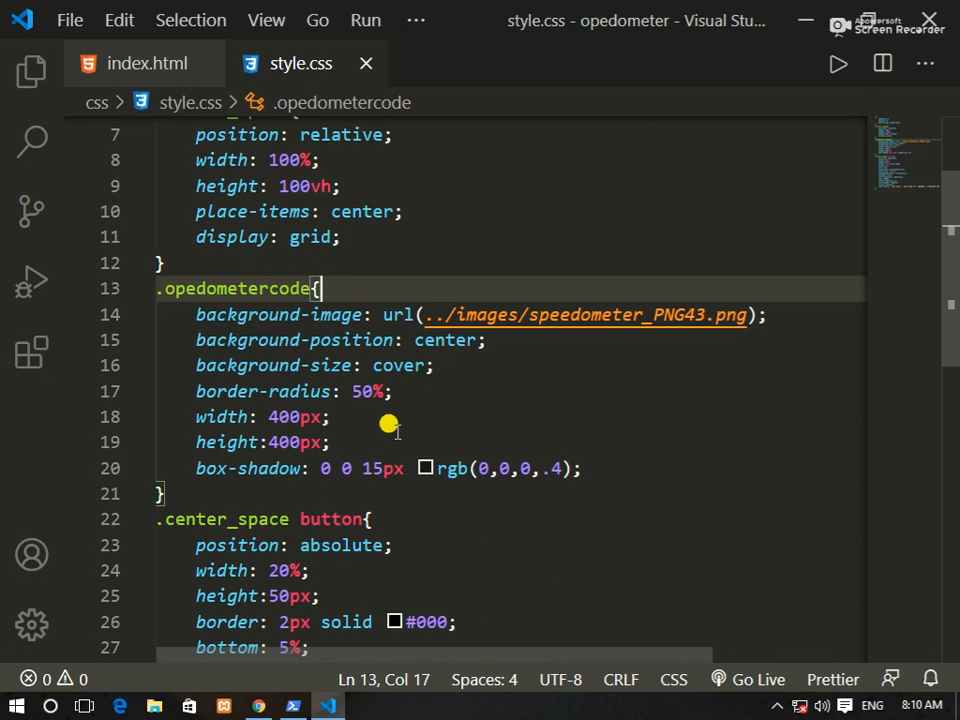 File Edit Selection View Go Run ··· style.css - opedometer - Visual Stu...
Apowersoft
Screen Recorder
index.html style.css
css > style.css > .opedometercode
7 position: relative;
8 width: 100%;
9 height: 100vh;
10 place-items: center;
11 display: grid;
12 }
13 .opedometercode{
14 background-image: url(../images/speedometer_PNG43.png);
15 background-position: center;
16 background-size: cover;
17 border-radius: 50%;
18 width: 400px;
19 height:400px;
20 box-shadow: 0 0 15px rgb(0,0,0,.4);
21 }
22 .center_space button{
23 position: absolute;
24 width: 20%;
25 height:50px;
26 border: 2px solid #000;
27 bottom: 5%;
0 0 Ln 13, Col 17 Spaces: 4 UTF-8 CRLF CSS Go Live Prettier
ENG 8:10 AM